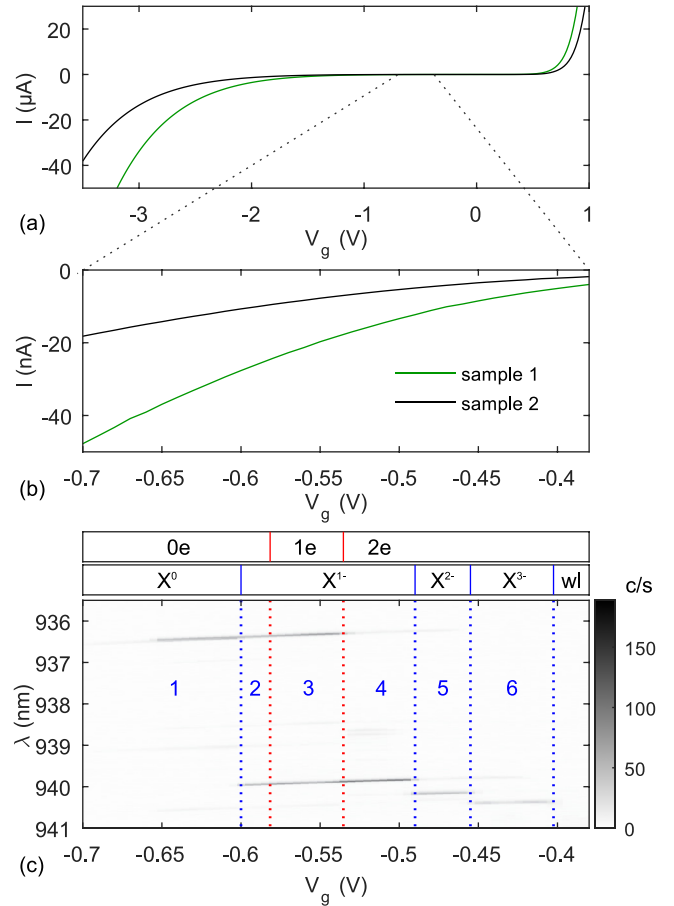 20
0
-20
-40
I (µA)
-3 -2 -1 0 1
(a)
V_g (V)
0
-20
-40
I (nA)
sample 1
sample 2
-0.7 -0.65 -0.6 -0.55 -0.5 -0.45 -0.4
(b)
V_g (V)
0e 1e 2e
X⁰ X¹⁻ X²⁻ X³⁻ wl
c/s
936
937
938
939
940
941
λ (nm)
1 2 3 4 5 6
150
100
50
0
-0.7 -0.65 -0.6 -0.55 -0.5 -0.45 -0.4
(c)
V_g (V)